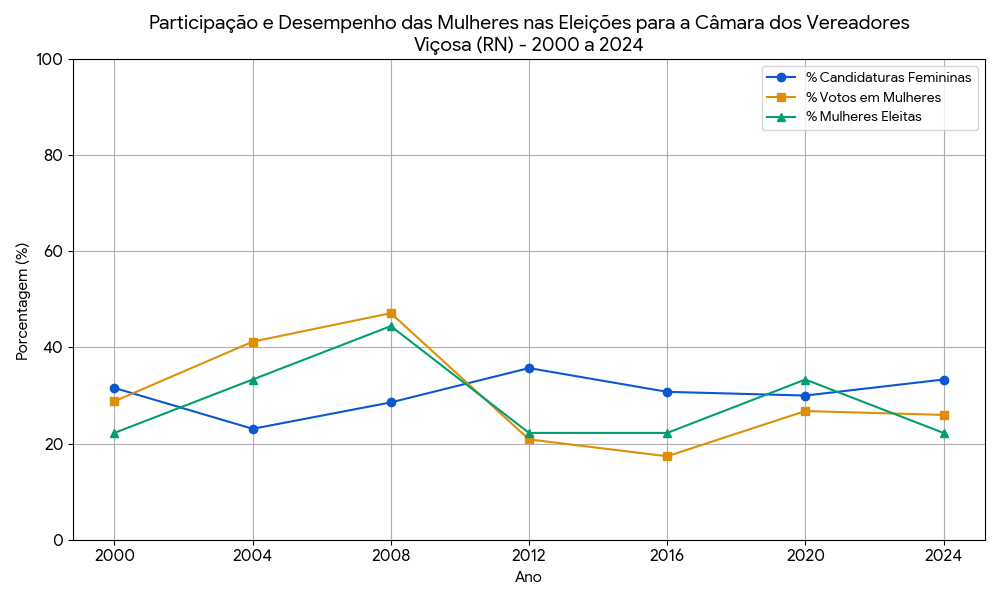 Participação e Desempenho das Mulheres nas Eleições para a Câmara dos Vereadores
Viçosa (RN) - 2000 a 2024
% Candidaturas Femininas
% Votos em Mulheres
% Mulheres Eleitas
Porcentagem (%)
100
80
60
40
20
0
2000 2004 2008 2012 2016 2020 2024
Ano